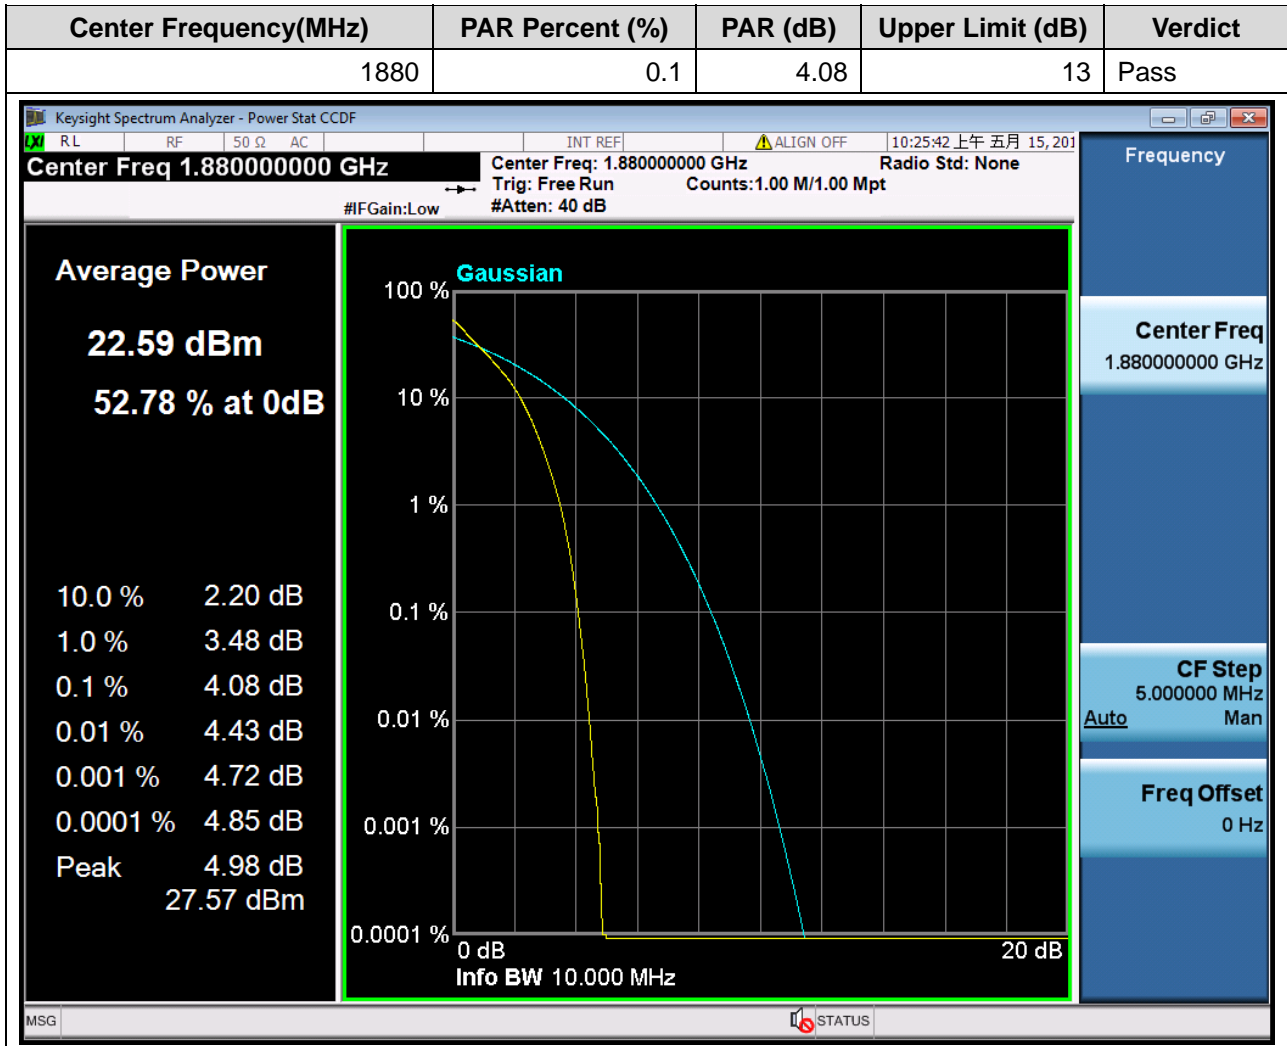 Center Frequency(MHz) PAR Percent (%) PAR (dB) Upper Limit (dB) Verdict
1880 0.1 4.08 13 Pass
Keysight Spectrum Analyzer - Power Stat CCDF
LXI RL RF 50 Ω AC INT REF ALIGN OFF 10:25:42 上午 五月 15, 201
Center Freq 1.880000000 GHz
Center Freq: 1.880000000 GHz Radio Std: None
Trig: Free Run Counts:1.00 M/1.00 Mpt
#IFGain:Low #Atten: 40 dB
Average Power
22.59 dBm
52.78 % at 0dB
10.0 % 2.20 dB
1.0 % 3.48 dB
0.1 % 4.08 dB
0.01 % 4.43 dB
0.001 % 4.72 dB
0.0001 % 4.85 dB
Peak 4.98 dB
27.57 dBm
Gaussian
100 %
10 %
1 %
0.1 %
0.01 %
0.001 %
0.0001 %
0 dB 20 dB
Info BW 10.000 MHz
Frequency
Center Freq
1.880000000 GHz
CF Step
5.000000 MHz
Auto Man
Freq Offset
0 Hz
MSG STATUS